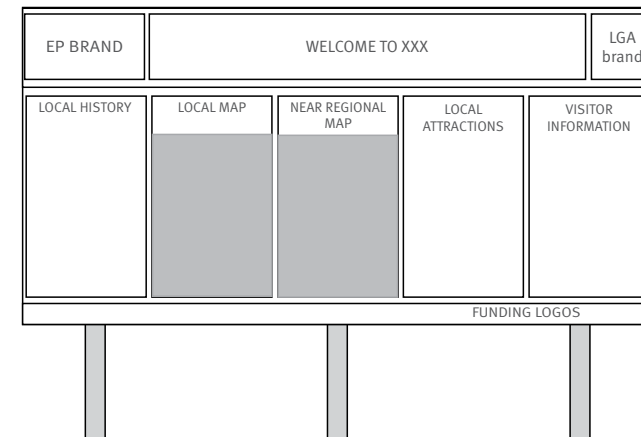 EP BRAND
WELCOME TO XXX
LGA
brand
LOCAL HISTORY
LOCAL MAP
NEAR REGIONAL
MAP
LOCAL
ATTRACTIONS
VISITOR
INFORMATION
FUNDING LOGOS